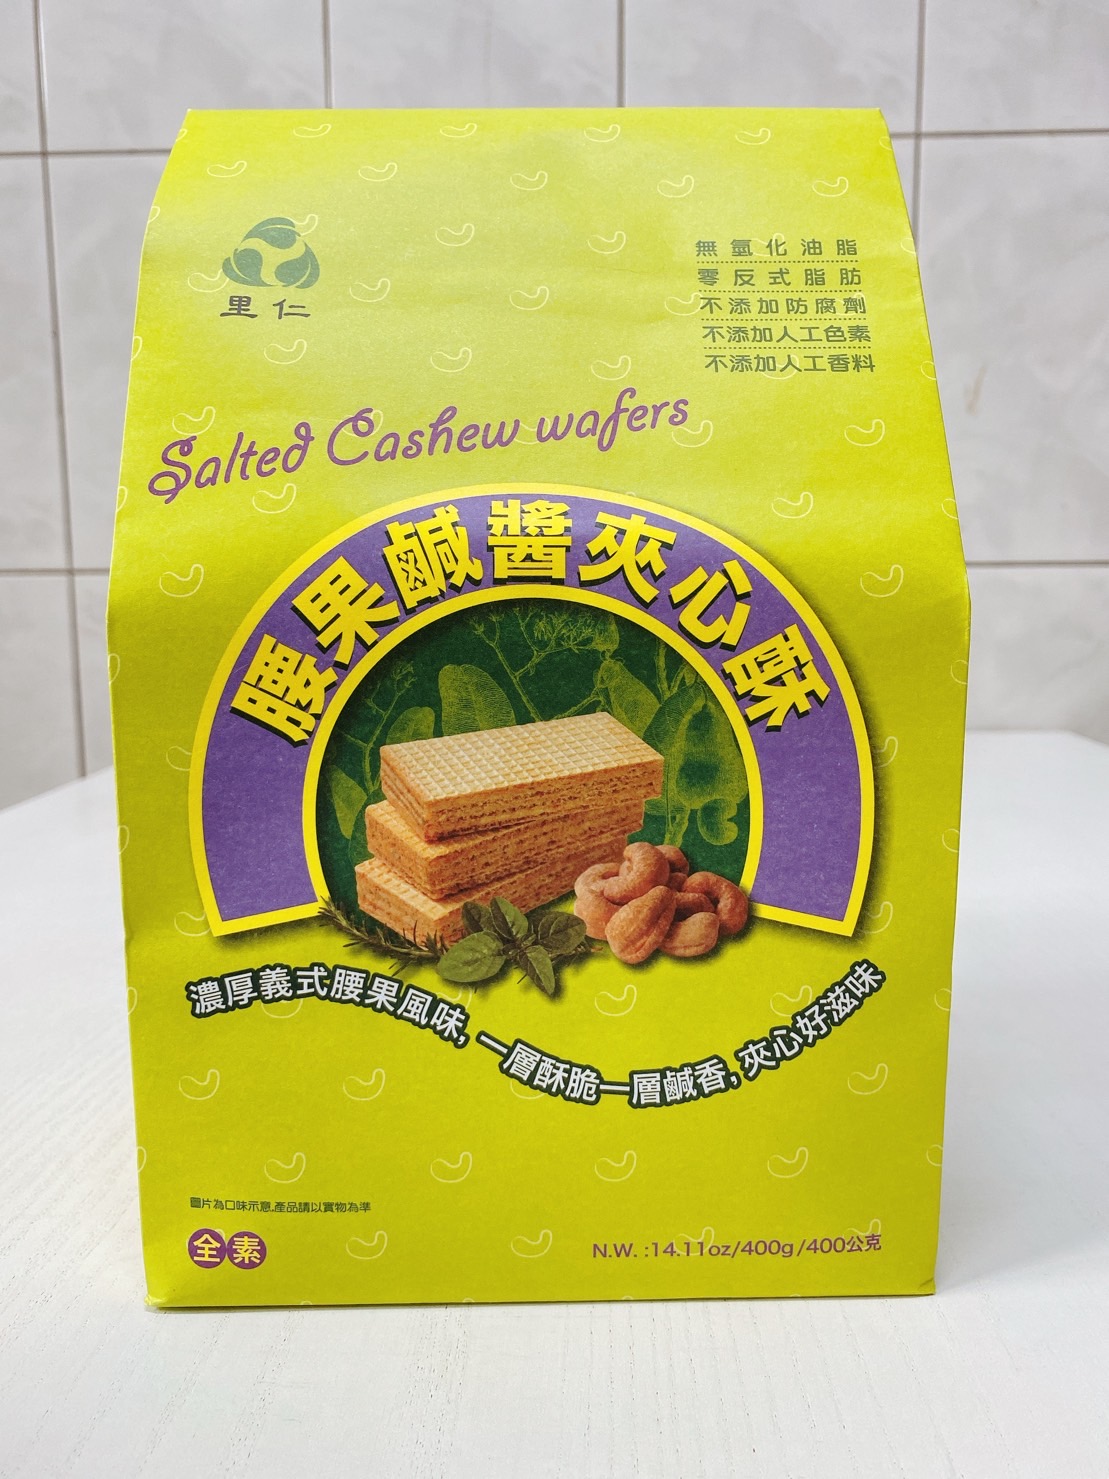 里仁
無氫化油脂
零反式脂肪
不添加防腐劑
不添加人工色素
不添加人工香料
Salted Cashew wafers
腰果鹹醬夾心酥
濃厚義式腰果風味,一層酥脆一層鹹香,夾心好滋味
圖片為口味示意,產品請以實物為準
全素
N.W. :14.11oz/400g/400公克